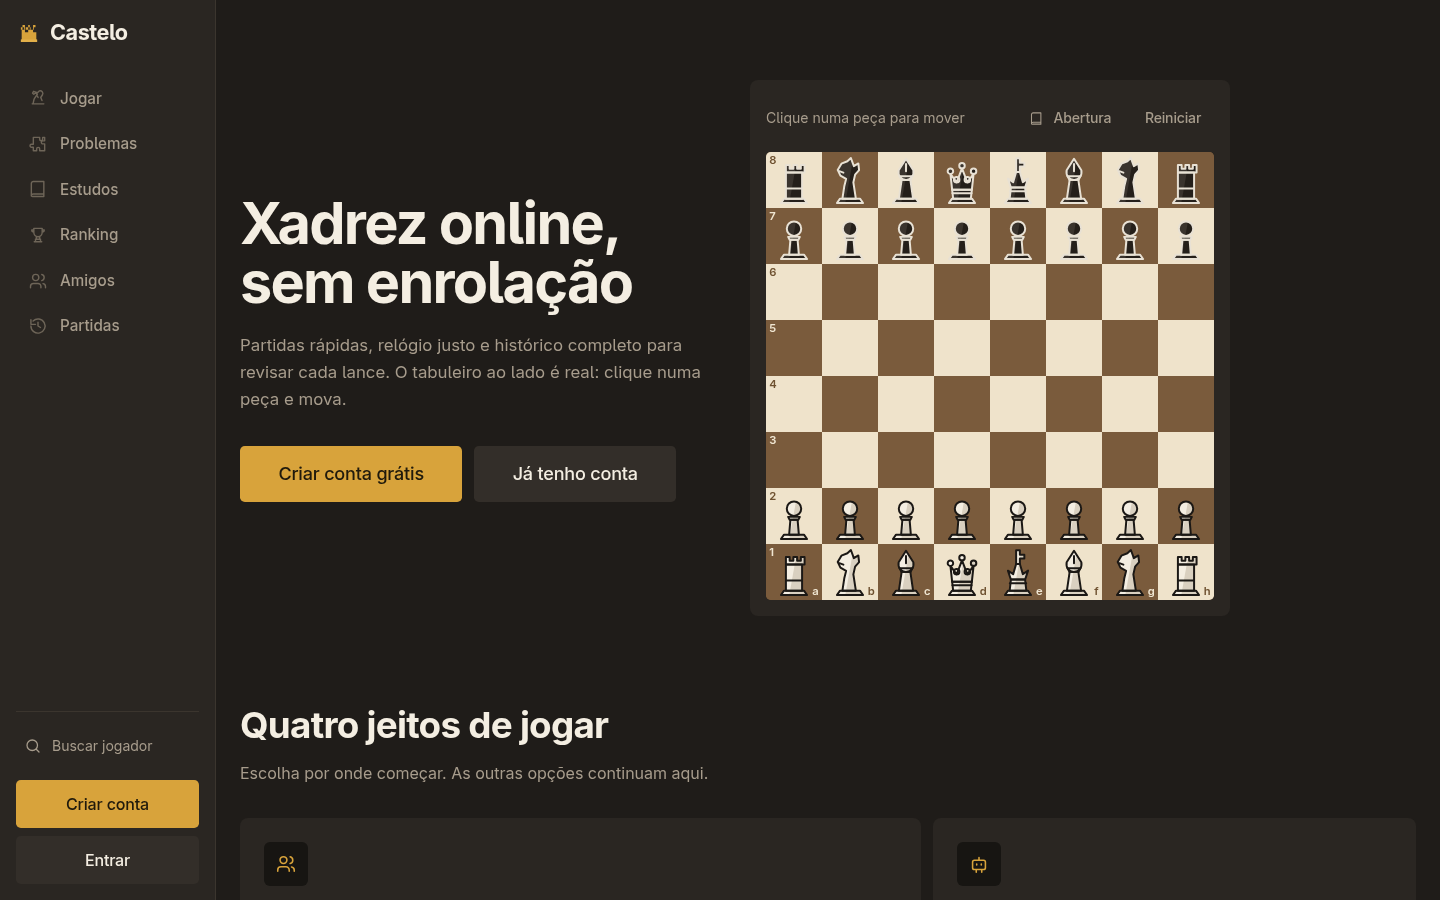 Castelo
Jogar
Problemas
Estudos
Ranking
Amigos
Partidas
Buscar jogador
Criar conta
Entrar
Xadrez online,
sem enrolação
Partidas rápidas, relógio justo e histórico completo para
revisar cada lance. O tabuleiro ao lado é real: clique numa
peça e mova.
Criar conta grátis
Já tenho conta
Clique numa peça para mover
Abertura
Reiniciar
8
7
6
5
4
3
2
1
a b c d e f g h
Quatro jeitos de jogar
Escolha por onde começar. As outras opções continuam aqui.